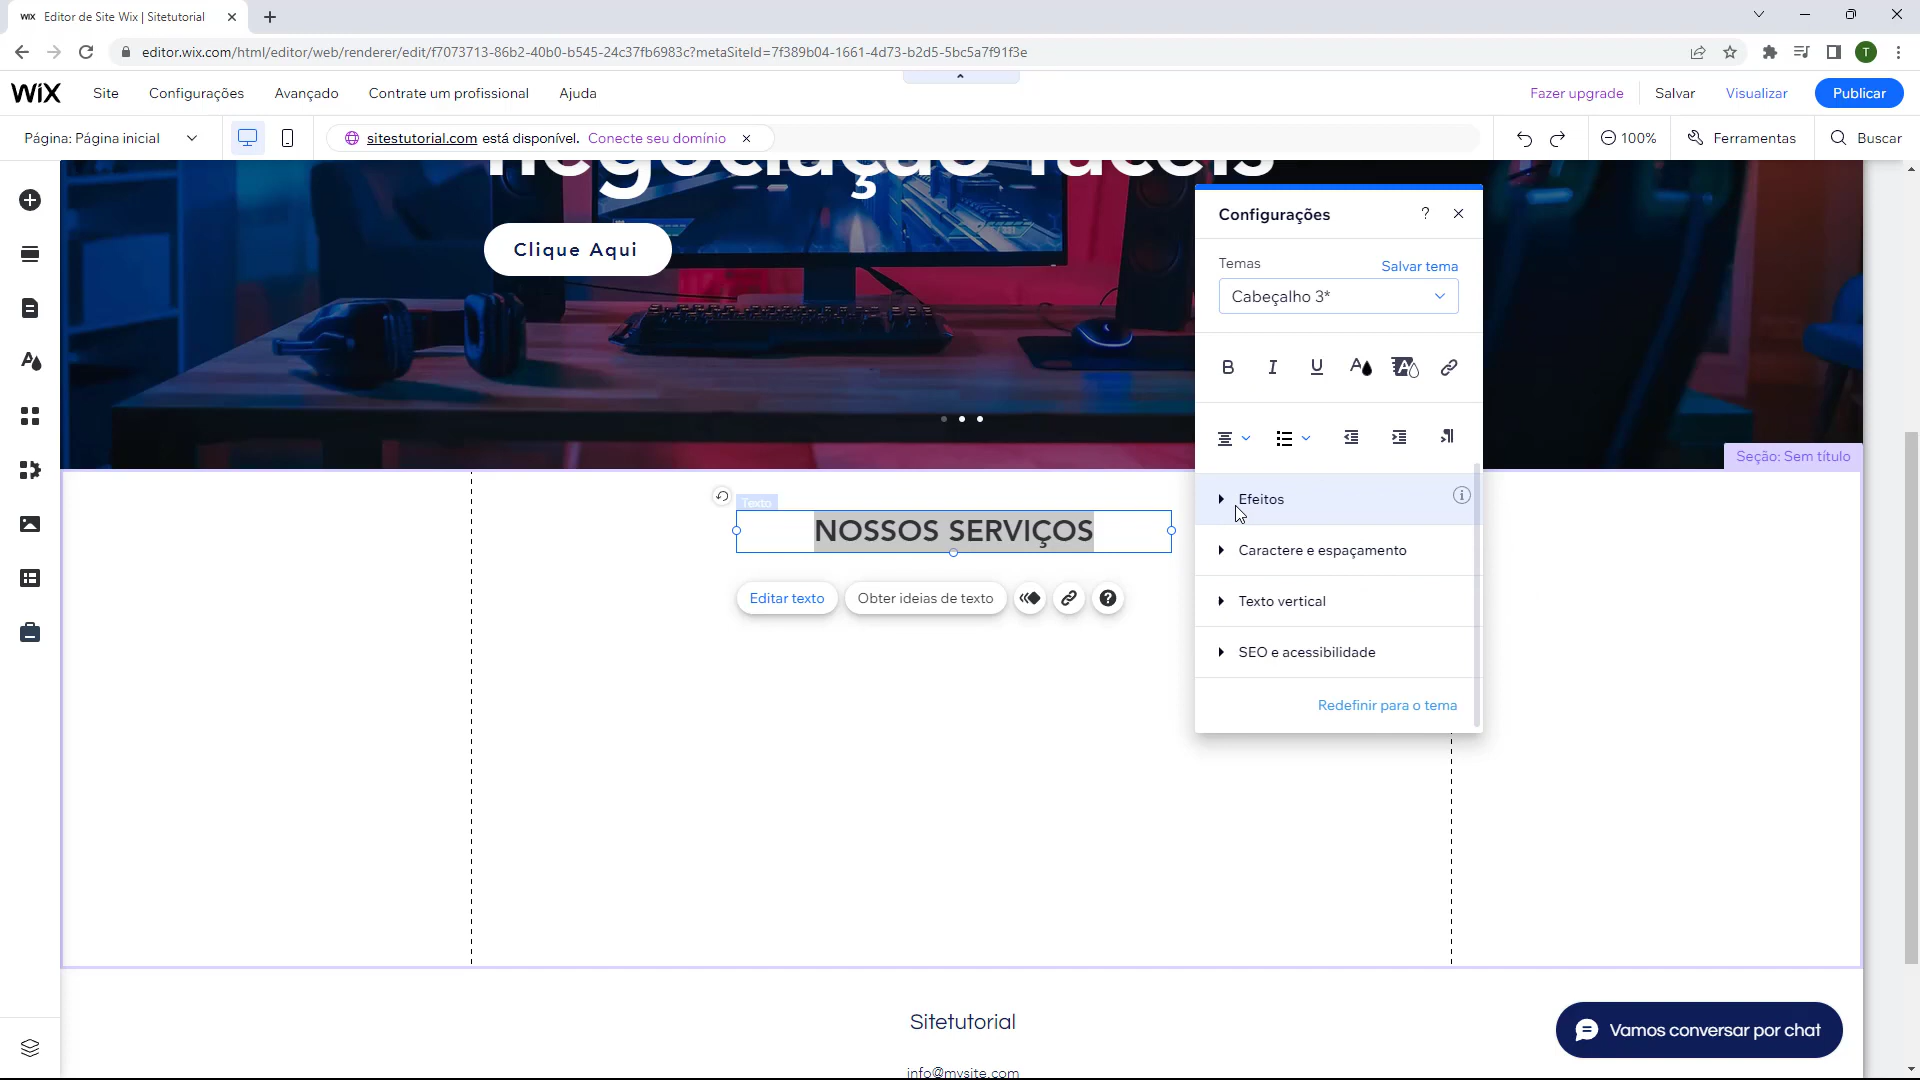 WIX Editor de Site Wix | Sitetutorial
editor.wix.com/html/editor/web/renderer/edit/f7073713-86b2-40b0-b545-24c37fb6983c?metaSiteId=7f389b04-1661-4d73-b2d5-5bc5a7f91f3e
T
WiX Site Configurações Avançado Contrate um profissional Ajuda Fazer upgrade Salvar Visualizar Publicar
Página: Página inicial sitestutorial.com está disponível. Conecte seu domínio 100% Ferramentas Buscar
negociação fáceis
Clique Aqui
Configurações ?
Temas Salvar tema
Cabeçalho 3*
B I U A A
Seção: Sem título
Efeitos
Texto
NOSSOS SERVIÇOS
Caractere e espaçamento
Editar texto Obter ideias de texto ?
Texto vertical
SEO e acessibilidade
Redefinir para o tema
Sitetutorial
Vamos conversar por chat
info@mysite.com